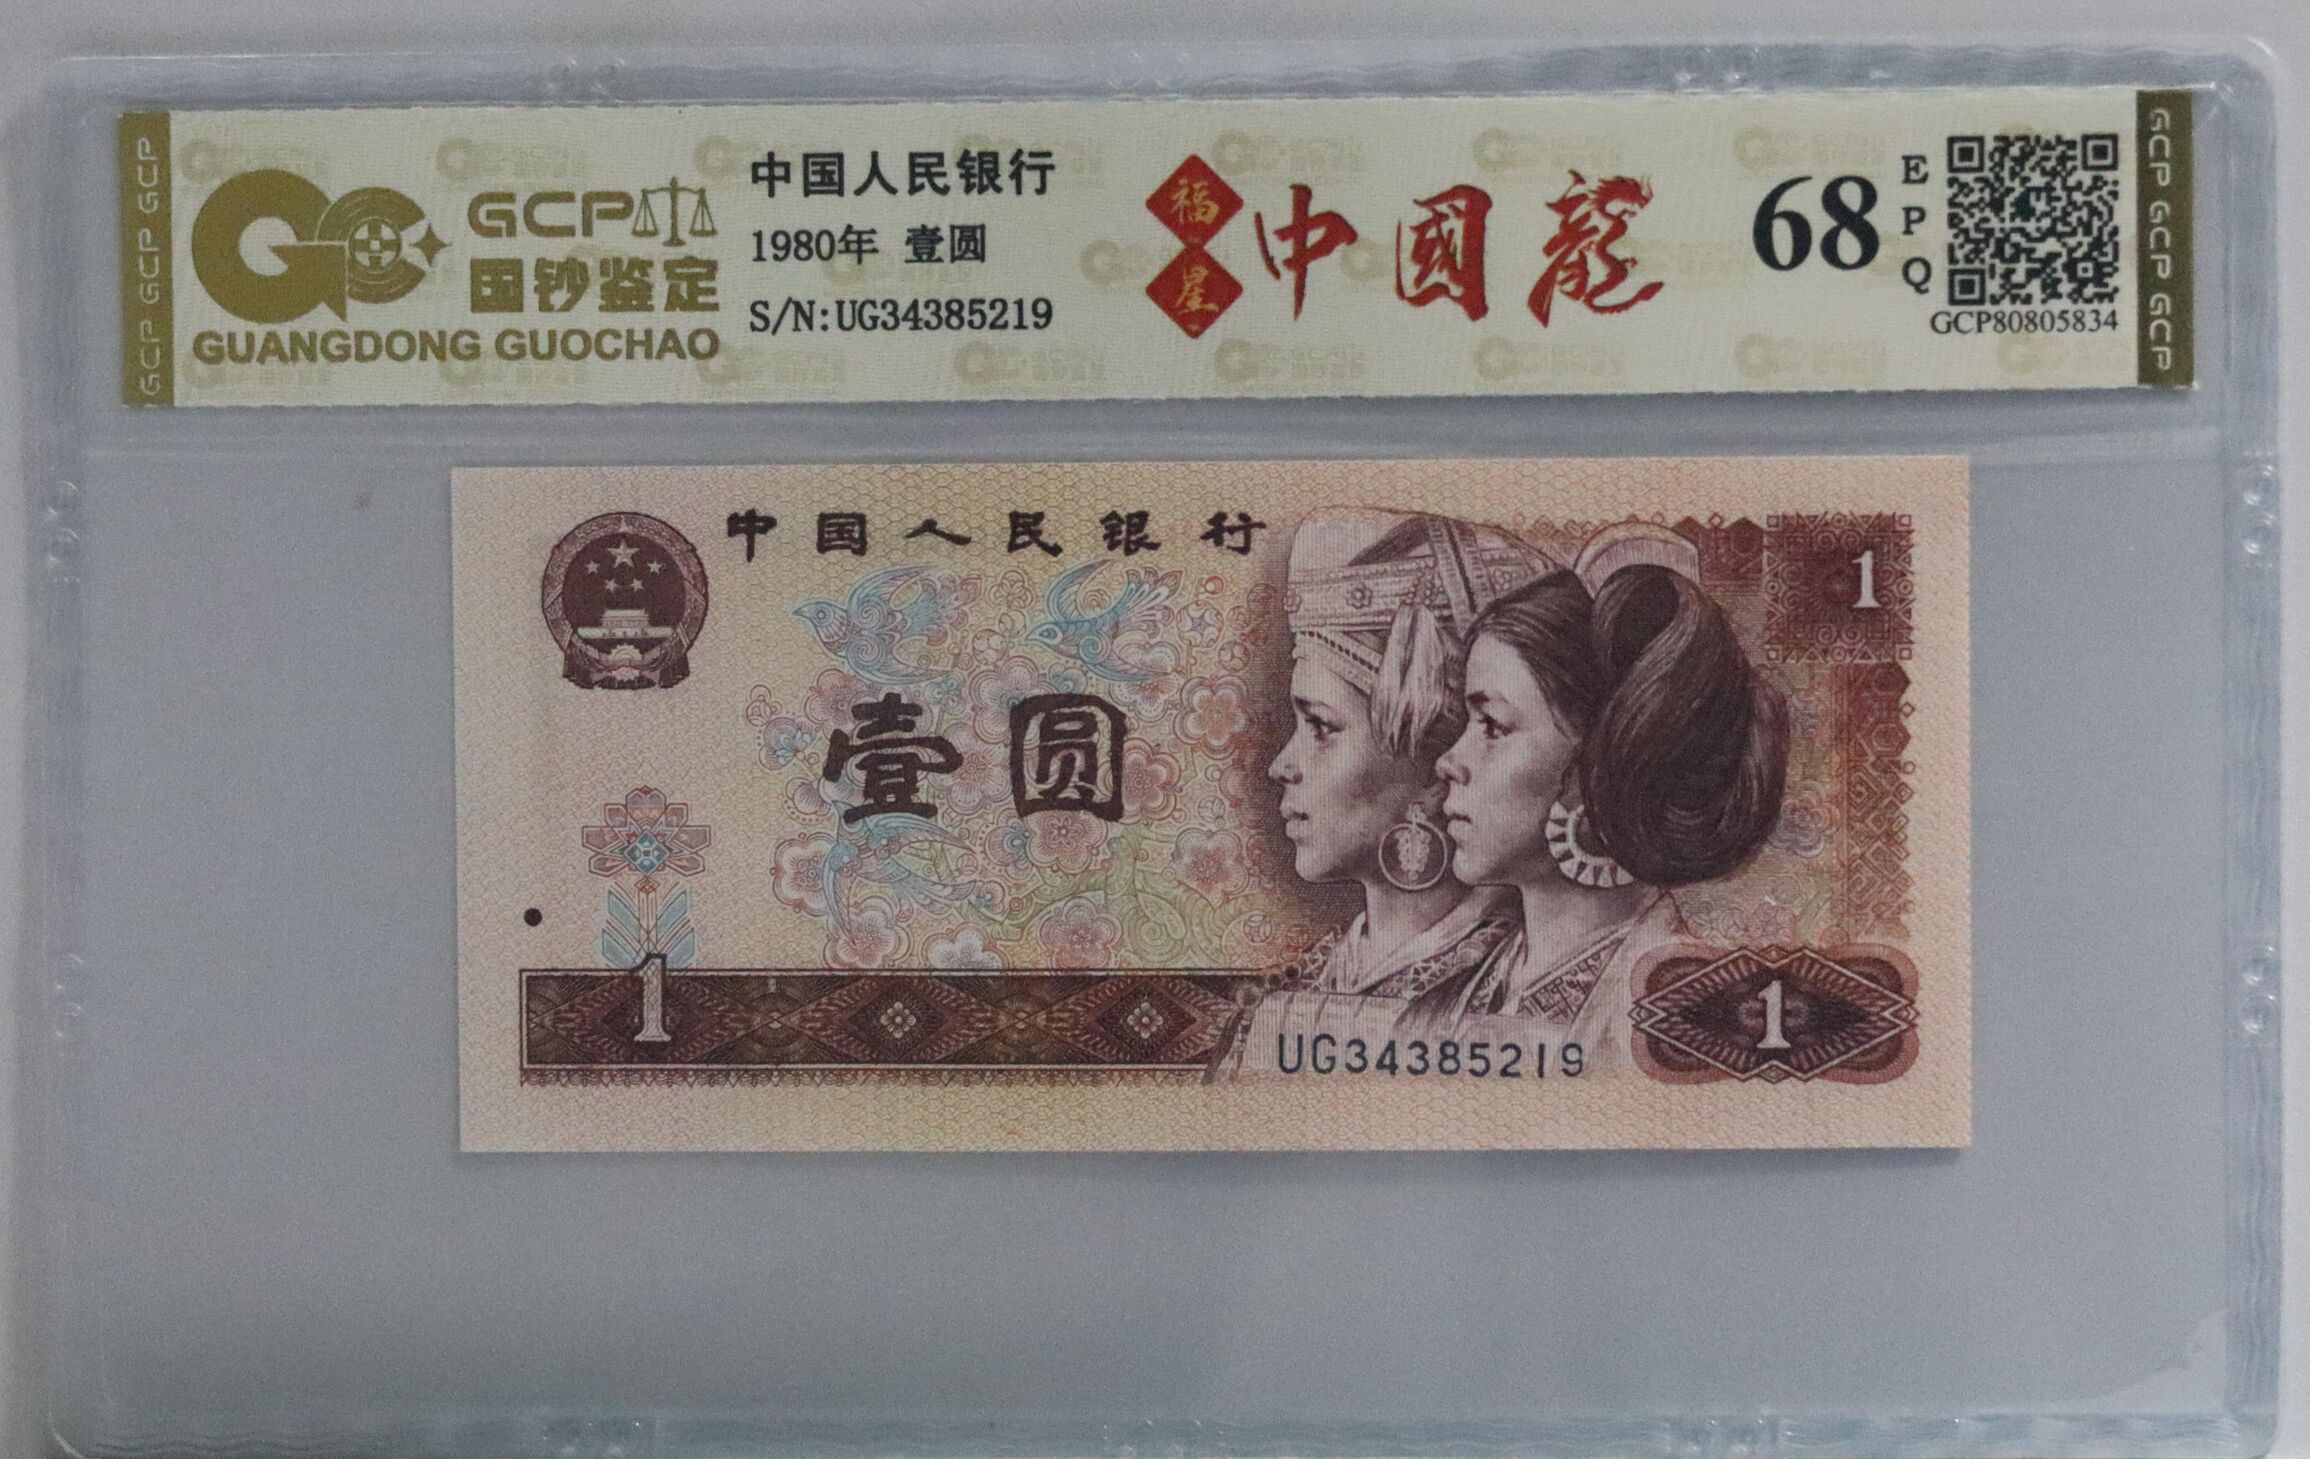 GCP GCP GCP
GCP
国钞鉴定
GUANGDONG GUOCHAO
中国人民银行
1980年 壹圆
S/N:UG34385219
福星
中國龍
68
EPQ
GCP80805834
GCP GCP GCP
中国人民银行
1
壹圆
1
UG34385219
1